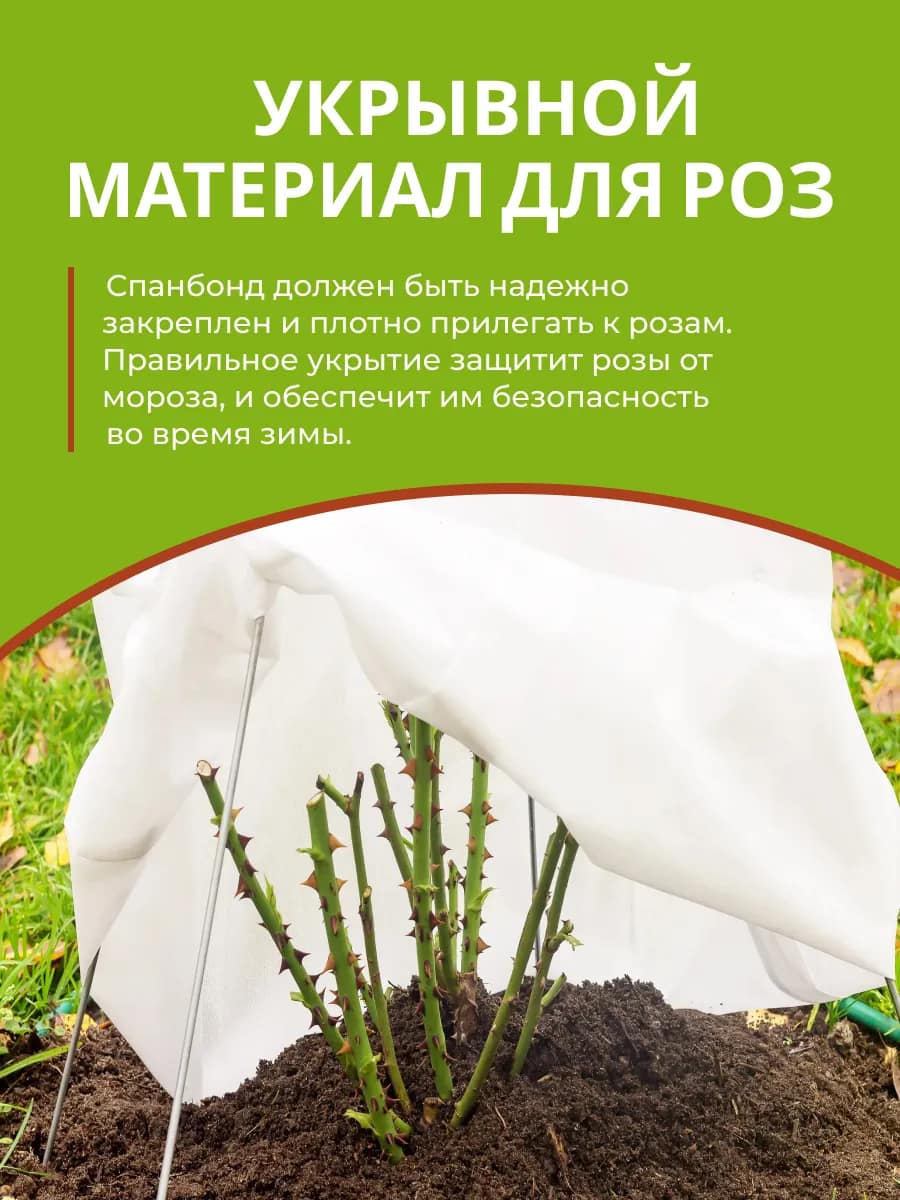 УКРЫВНОЙ
МАТЕРИАЛ ДЛЯ РОЗ
Спанбонд должен быть надежно
закреплен и плотно прилегать к розам.
Правильное укрытие защитит розы от
мороза, и обеспечит им безопасность
во время зимы.